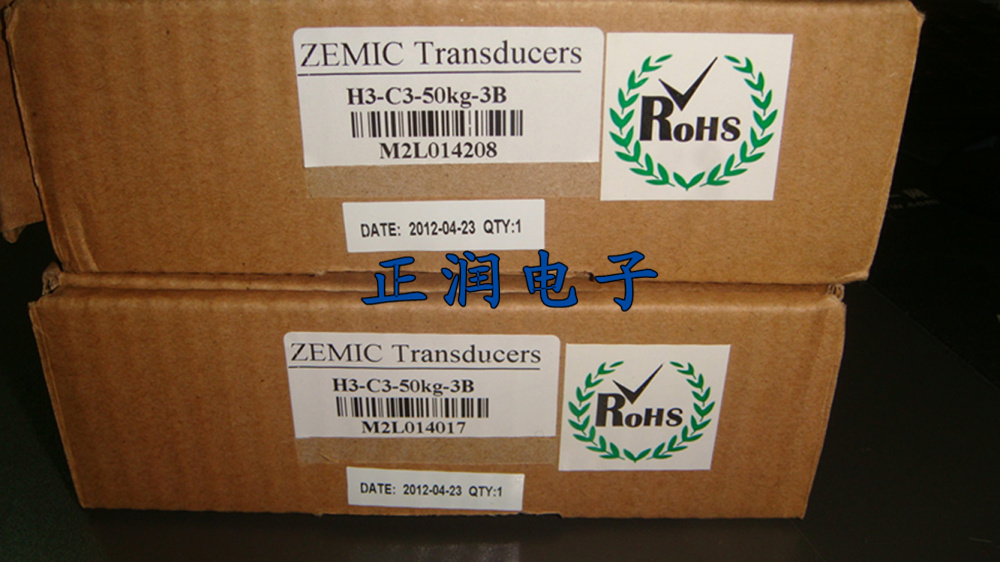 ZEMIC Transducers
H3-C3-50kg-3B
M2L014208
RoHS
DATE: 2012-04-23 QTY:1
正润电子
ZEMIC Transducers
H3-C3-50kg-3B
M2L014017
RoHS
DATE: 2012-04-23 QTY:1